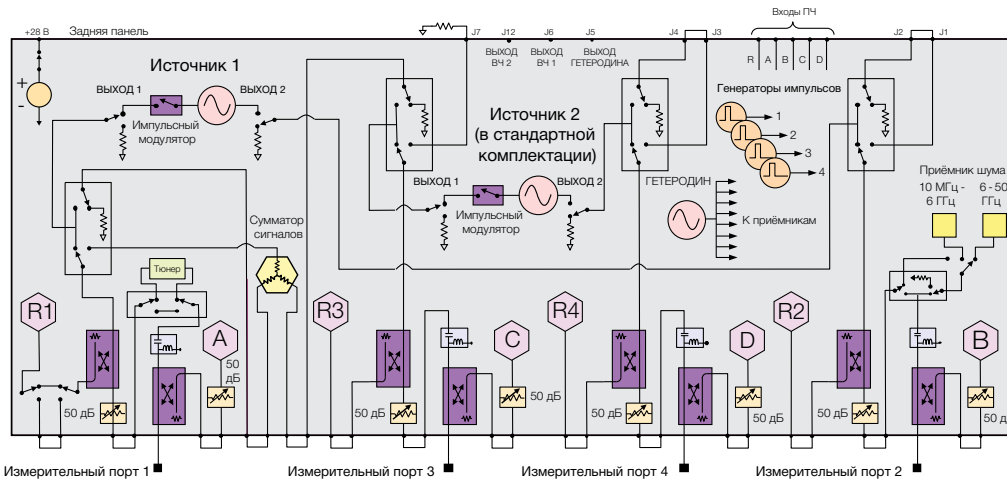 Входы ПЧ
+28 В
Задняя панель
J7
J12
J6
J5
J4
J3
J2
J1
ВЫХОД
ВЧ 2
ВЫХОД
ВЧ 1
ВЫХОД
ГЕТЕРОДИНА
R
A
B
C
D
+
-
Источник 1
ВЫХОД 1
ВЫХОД 2
Импульсный
модулятор
Источник 2
(в стандартной
комплектации)
ВЫХОД 1
ВЫХОД 2
Импульсный
модулятор
Генераторы импульсов
1
2
3
4
ГЕТЕРОДИН
К приёмникам
Приёмник шума
10 МГц -
6 ГГц
6 - 50
ГГц
Сумматор
сигналов
Тюнер
R1
A
R3
C
R4
D
R2
B
50
дБ
50 дБ
50 дБ
50 дБ
50 дБ
50 дБ
50 дБ
Измерительный порт 1
Измерительный порт 3
Измерительный порт 4
Измерительный порт 2